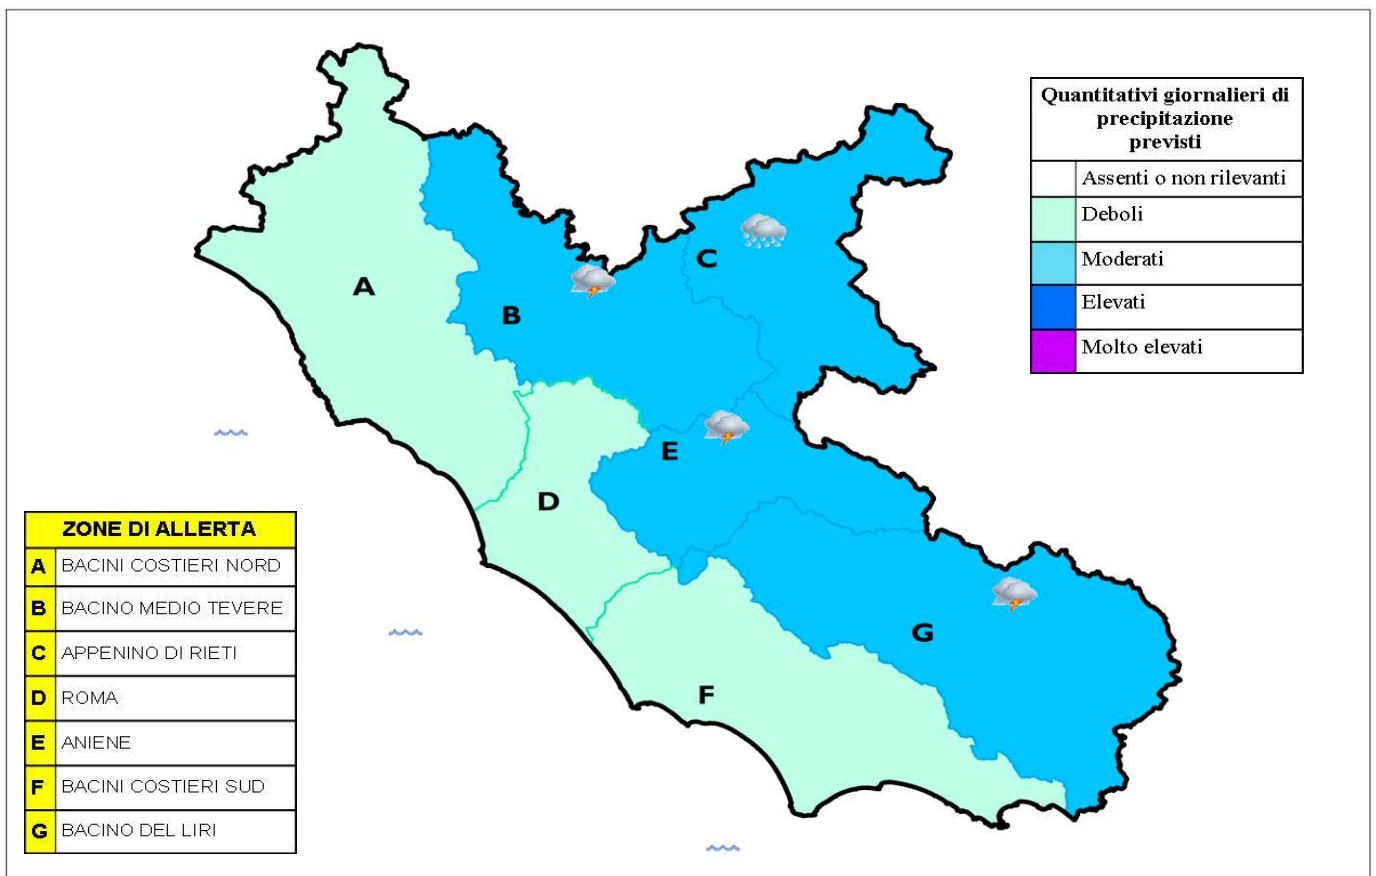 Quantitativi giornalieri di
precipitazione
previsti
Assenti o non rilevanti
Deboli
Moderati
Elevati
Molto elevati
A
B
C
D
E
F
G
ZONE DI ALLERTA
A BACINI COSTIERI NORD
B BACINO MEDIO TEVERE
C APPENINO DI RIETI
D ROMA
E ANIENE
F BACINI COSTIERI SUD
G BACINO DEL LIRI